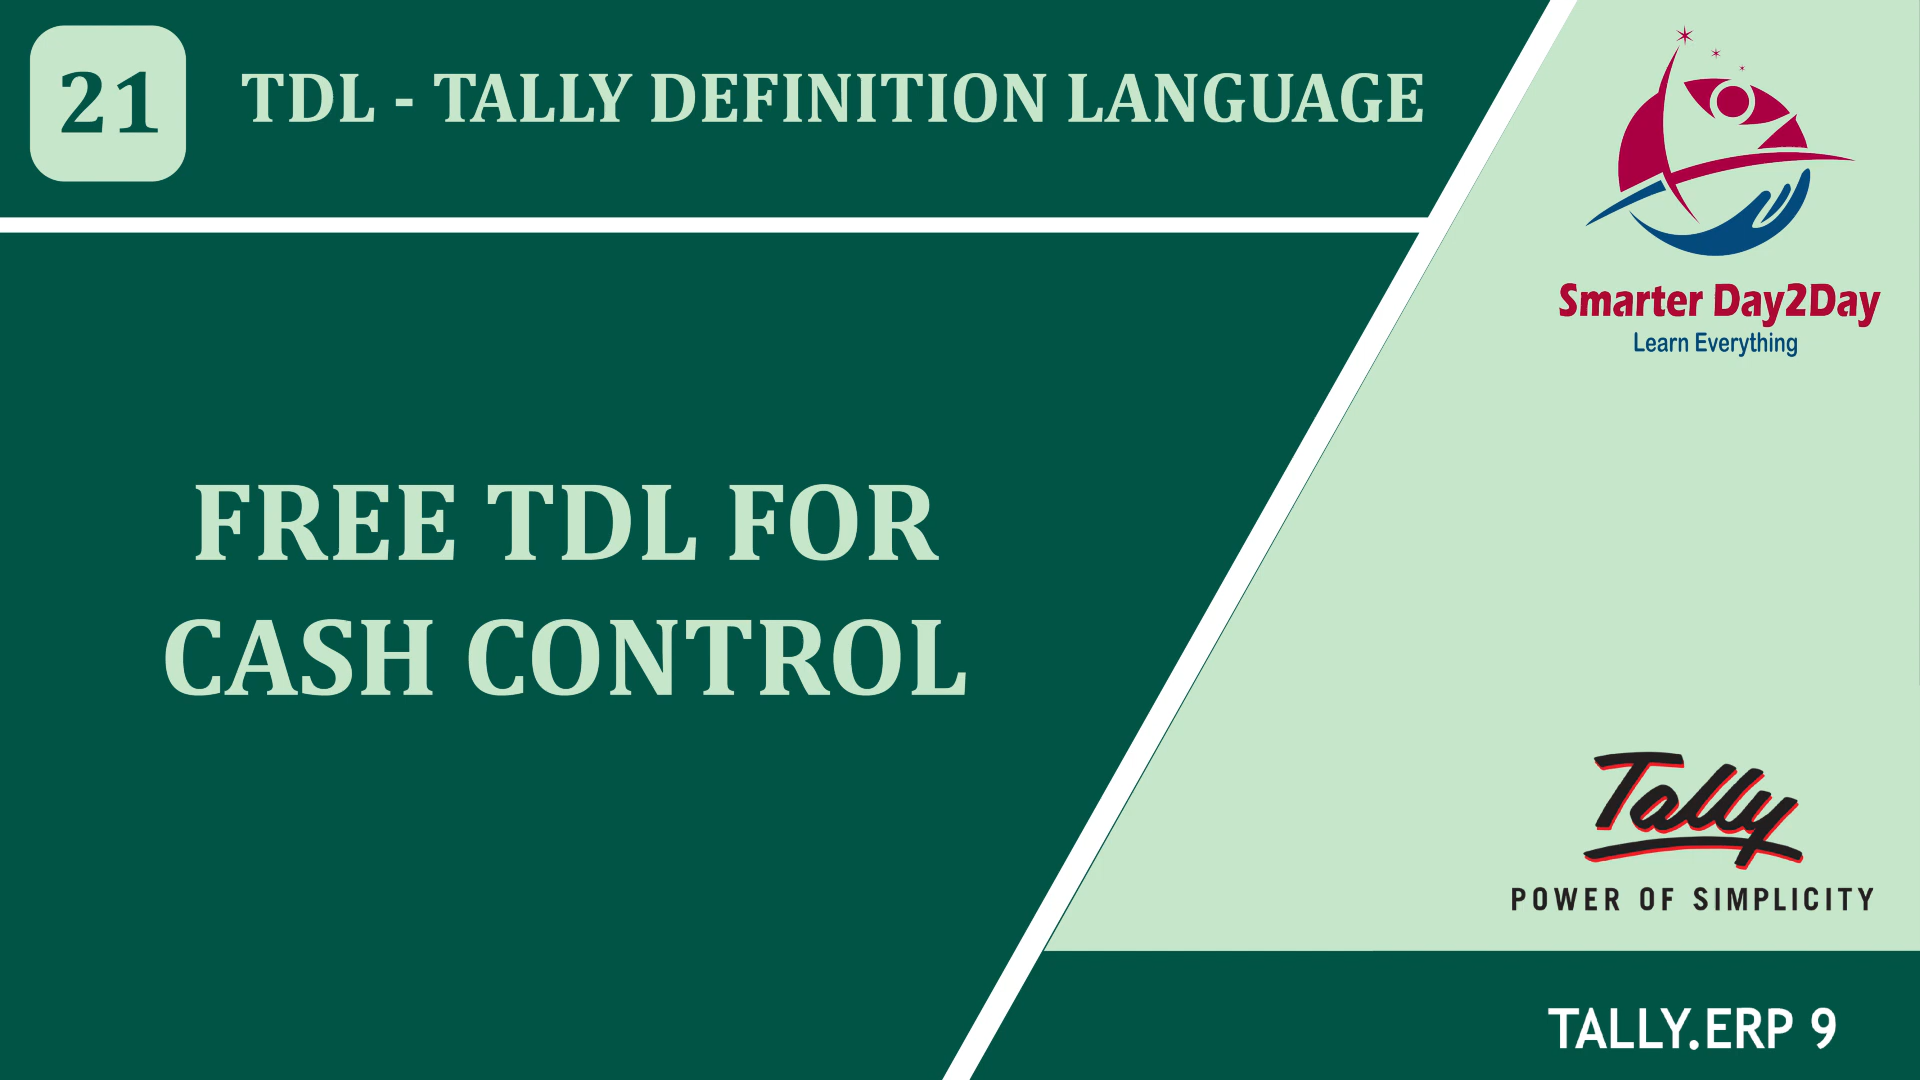 21
TDL - TALLY DEFINITION LANGUAGE
Smarter Day2Day
Learn Everything
FREE TDL FOR
CASH CONTROL
Tally
POWER OF SIMPLICITY
TALLY.ERP 9